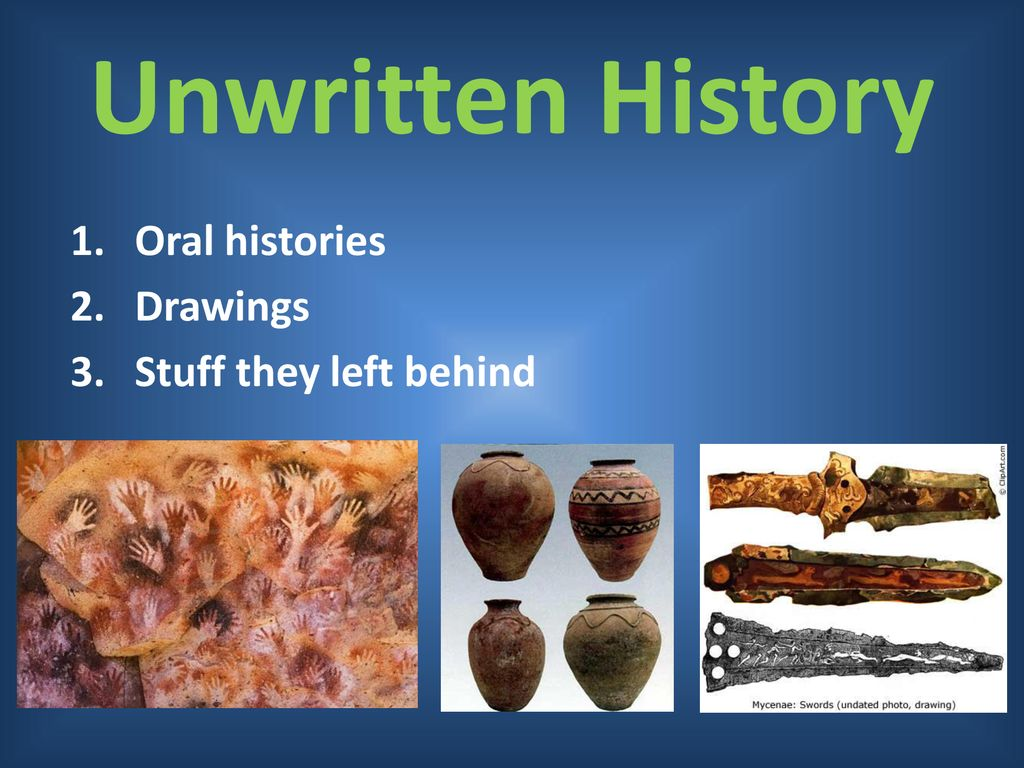 Unwritten History
1. Oral histories
2. Drawings
3. Stuff they left behind
© ClipArt.com
Mycenae: Swords (undated photo, drawing)